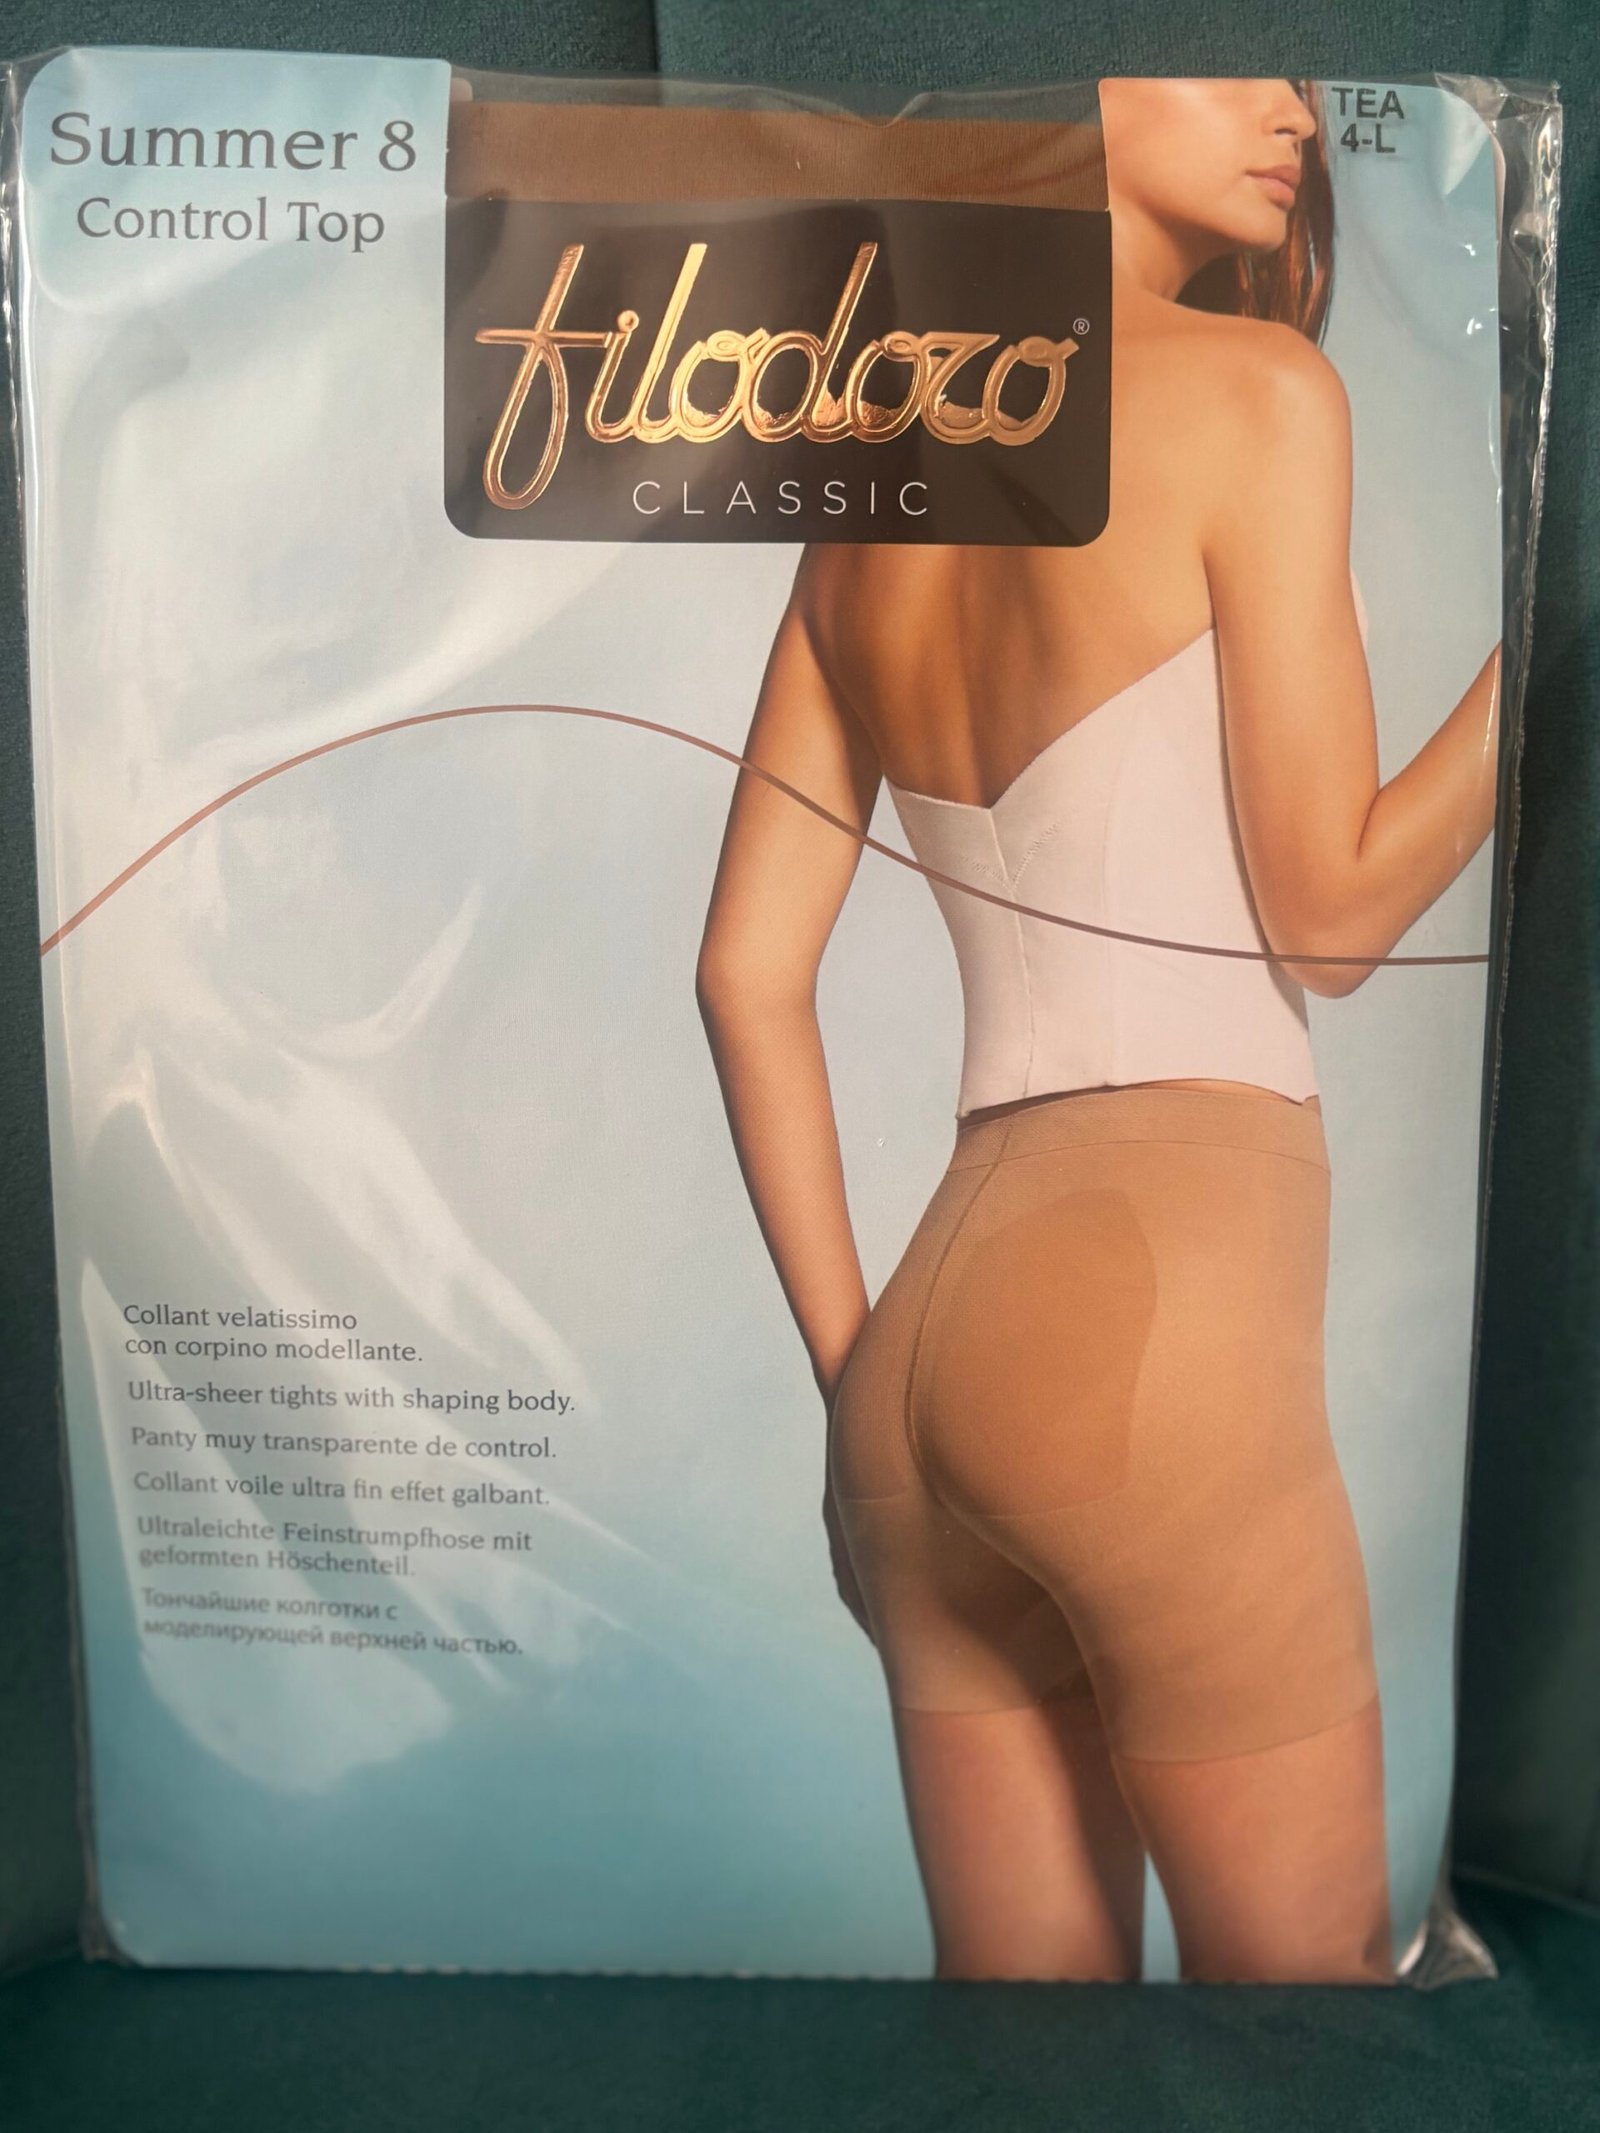 Summer 8
Control Top
TEA
4-L
filodoro®
CLASSIC
Collant velatissimo
con corpino modellante.
Ultra-sheer tights with shaping body.
Panty muy transparente de control.
Collant voile ultra fin effet galbant.
Ultraleichte Feinstrumpfhose mit
geformten Höschenteil.
Тончайшие колготки с
моделирующей верхней частью.